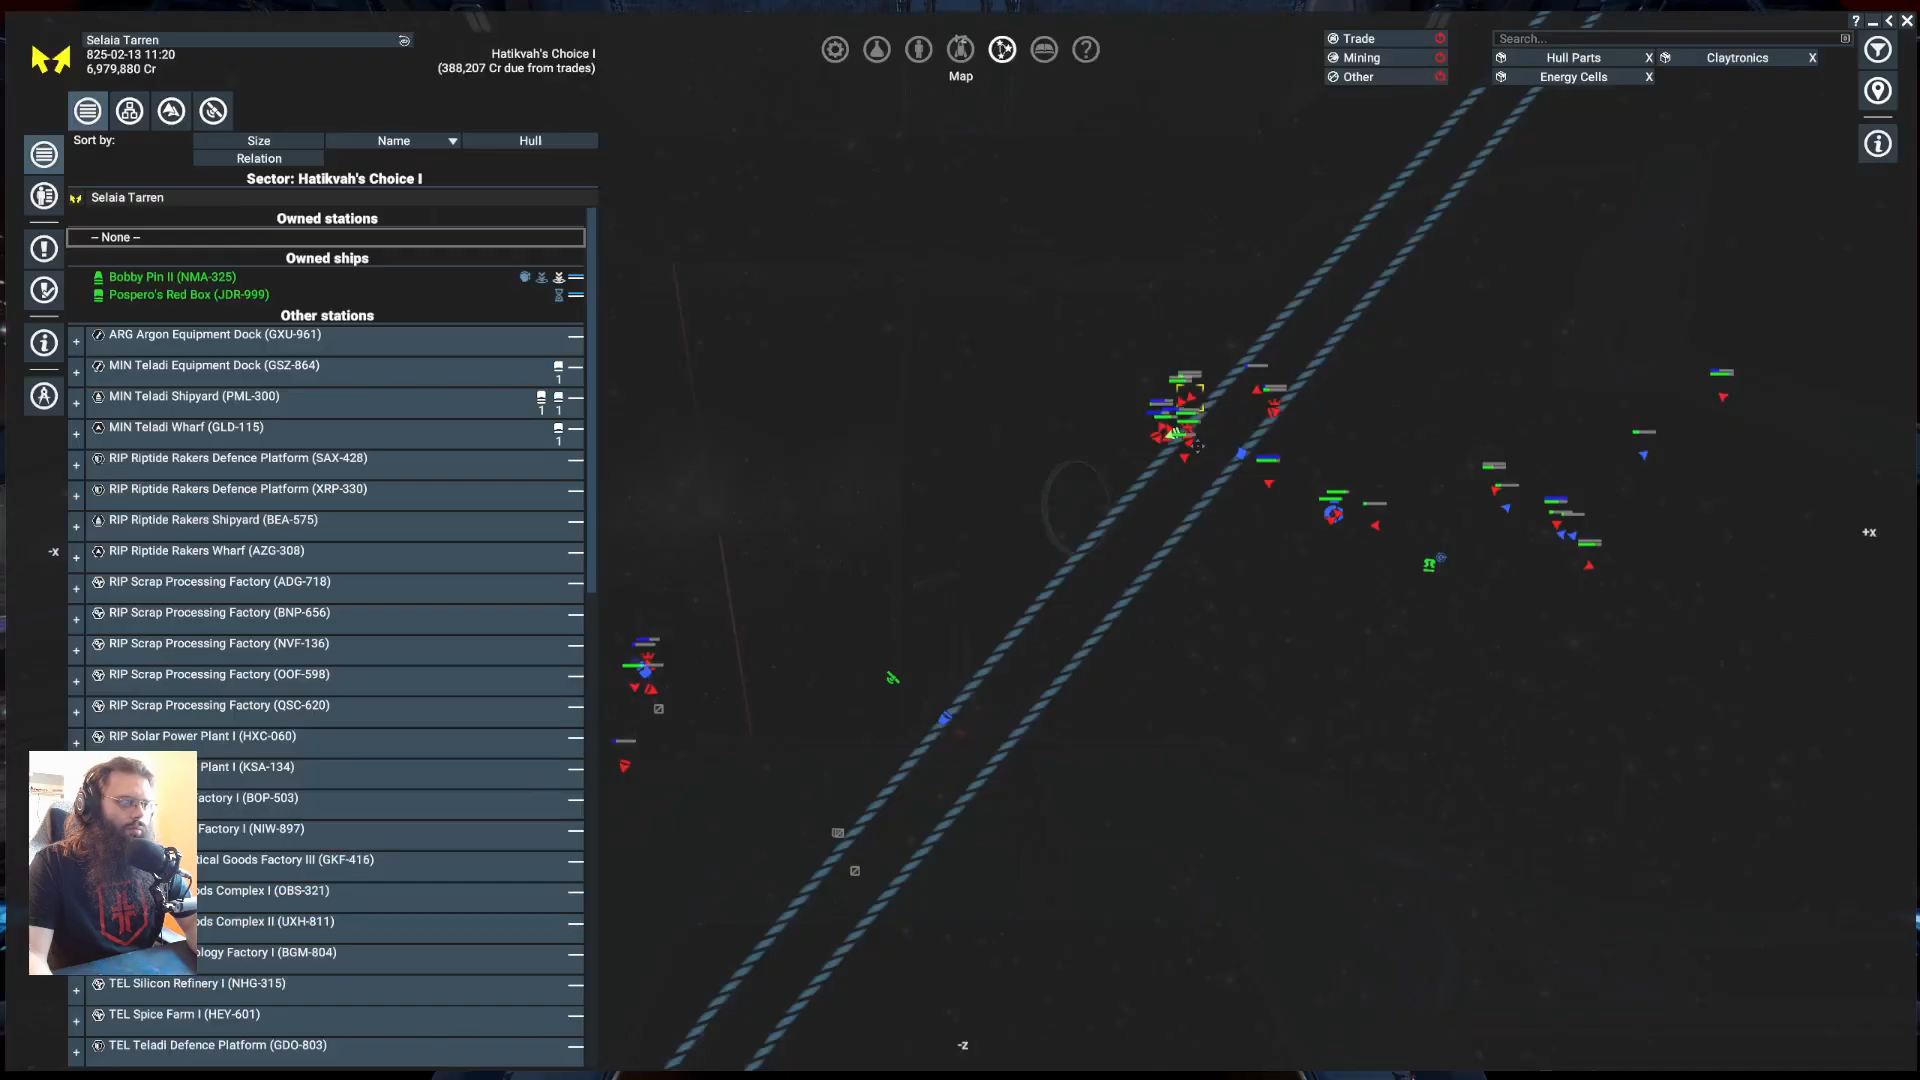 Selaia Tarren
825-02-13 11:20
6,979,880 Cr
Hatikvah's Choice I
(388,207 Cr due from trades)
Map
Trade
Mining
Other
Search...
Hull Parts X
Claytronics X
Energy Cells X
Sort by:
Size
Name
Hull
Relation
Sector: Hatikvah's Choice I
Selaia Tarren
Owned stations
-- None --
Owned ships
Bobby Pin II (NMA-325)
Pospero's Red Box (JDR-999)
Other stations
+ ARG Argon Equipment Dock (GXU-961)
+ MIN Teladi Equipment Dock (GSZ-864) 1
+ MIN Teladi Shipyard (PML-300) 1 1
+ MIN Teladi Wharf (GLD-115) 1
+ RIP Riptide Rakers Defence Platform (SAX-428)
+ RIP Riptide Rakers Defence Platform (XRP-330)
+ RIP Riptide Rakers Shipyard (BEA-575)
+ RIP Riptide Rakers Wharf (AZG-308)
+ RIP Scrap Processing Factory (ADG-718)
+ RIP Scrap Processing Factory (BNP-656)
+ RIP Scrap Processing Factory (NVF-136)
+ RIP Scrap Processing Factory (OOF-598)
+ RIP Scrap Processing Factory (QSC-620)
+ RIP Solar Power Plant I (HXC-060)
Plant I (KSA-134)
actory I (BOP-503)
Factory I (NIW-897)
tical Goods Factory III (GKF-416)
ods Complex I (OBS-321)
ods Complex II (UXH-811)
ology Factory I (BGM-804)
+ TEL Silicon Refinery I (NHG-315)
+ TEL Spice Farm I (HEY-601)
+ TEL Teladi Defence Platform (GDO-803)
-x
+x
-z